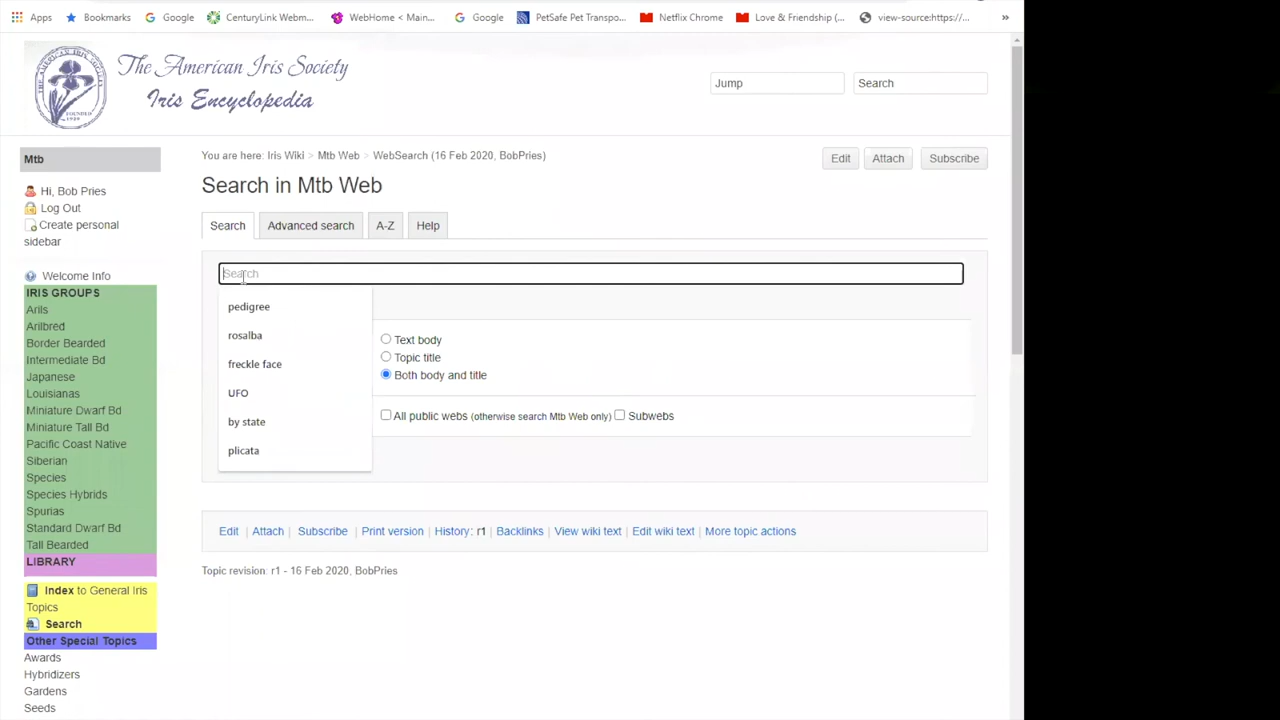 Apps Bookmarks Google CenturyLink Webm... WebHome < Main... Google PetSafe Pet Transpo... Netflix Chrome Love & Friendship (... view-source:https://... »
The American Iris Society
Iris Encyclopedia
Jump Search
Mtb
You are here: Iris Wiki > Mtb Web > WebSearch (16 Feb 2020, BobPries)
Edit Attach Subscribe
Search in Mtb Web
Hi, Bob Pries
Log Out
Create personal
sidebar
Search Advanced search A-Z Help
Search
pedigree
rosalba
freckle face
UFO
by state
plicata
Text body
Topic title
Both body and title
All public webs (otherwise search Mtb Web only) Subwebs
Welcome Info
IRIS GROUPS
Arils
Arilbred
Border Bearded
Intermediate Bd
Japanese
Louisianas
Miniature Dwarf Bd
Miniature Tall Bd
Pacific Coast Native
Siberian
Species
Species Hybrids
Spurias
Standard Dwarf Bd
Tall Bearded
LIBRARY
Index to General Iris
Topics
Search
Other Special Topics
Awards
Hybridizers
Gardens
Seeds
Edit | Attach | Subscribe | Print version | History: r1 | Backlinks | View wiki text | Edit wiki text | More topic actions
Topic revision: r1 - 16 Feb 2020, BobPries